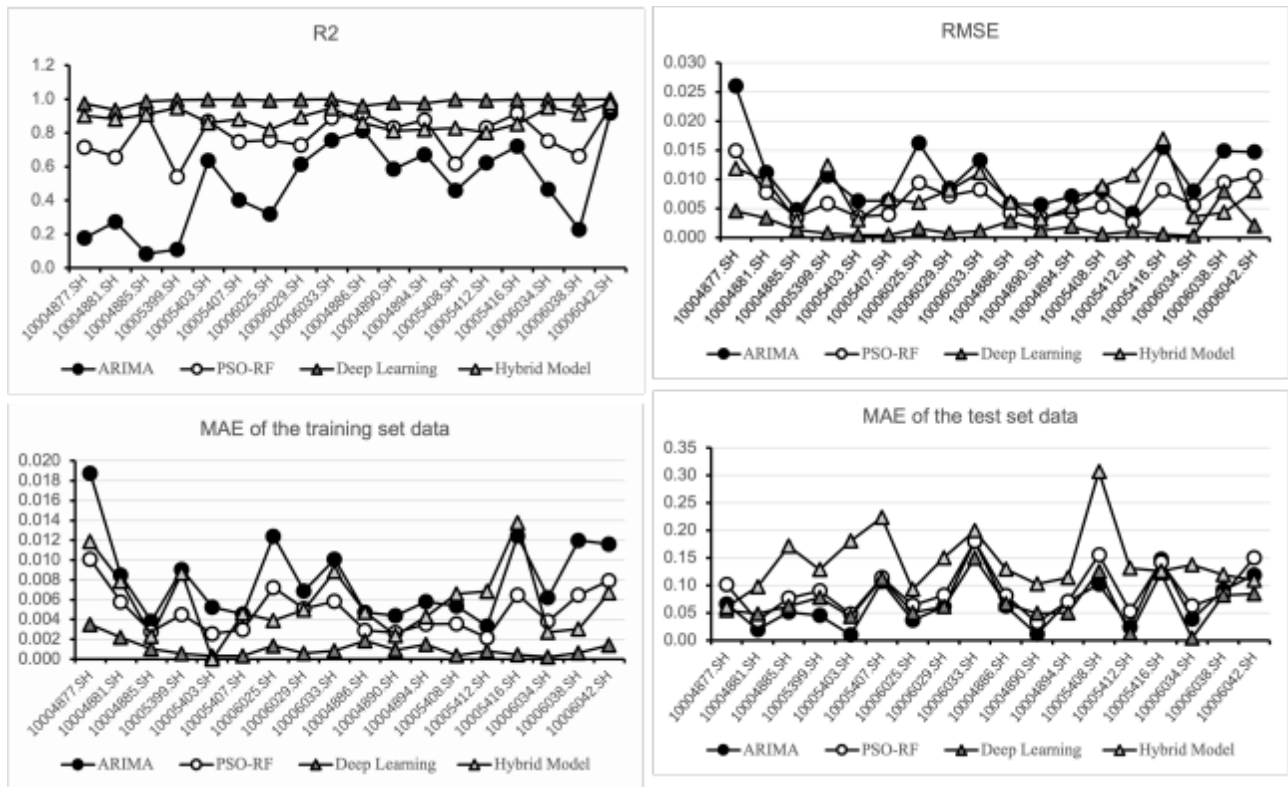 R2
1.2
1.0
0.8
0.6
0.4
0.2
0.0
10004877.SH
10004881.SH
10004885.SH
10005399.SH
10005403.SH
10005407.SH
10006025.SH
10006029.SH
10006033.SH
10004886.SH
10004890.SH
10004894.SH
10005408.SH
10005412.SH
10005416.SH
10006034.SH
10006038.SH
10006042.SH
ARIMA PSO-RF Deep Learning Hybrid Model
RMSE
0.030
0.025
0.020
0.015
0.010
0.005
0.000
10004877.SH
10004881.SH
10004885.SH
10005399.SH
10005403.SH
10005407.SH
10006025.SH
10006029.SH
10006033.SH
10004886.SH
10004890.SH
10004894.SH
10005408.SH
10005412.SH
10005416.SH
10006034.SH
10006038.SH
10006042.SH
ARIMA PSO-RF Deep Learning Hybrid Model
MAE of the training set data
0.020
0.018
0.016
0.014
0.012
0.010
0.008
0.006
0.004
0.002
0.000
10004877.SH
10004881.SH
10004885.SH
10005399.SH
10005403.SH
10005407.SH
10006025.SH
10006029.SH
10006033.SH
10004886.SH
10004890.SH
10004894.SH
10005408.SH
10005412.SH
10005416.SH
10006034.SH
10006038.SH
10006042.SH
ARIMA PSO-RF Deep Learning Hybrid Model
MAE of the test set data
0.35
0.30
0.25
0.20
0.15
0.10
0.05
0.00
10004877.SH
10004881.SH
10004885.SH
10005399.SH
10005403.SH
10005407.SH
10006025.SH
10006029.SH
10006033.SH
10004886.SH
10004890.SH
10004894.SH
10005408.SH
10005412.SH
10005416.SH
10006034.SH
10006038.SH
10006042.SH
ARIMA PSO-RF Deep Learning Hybrid Model